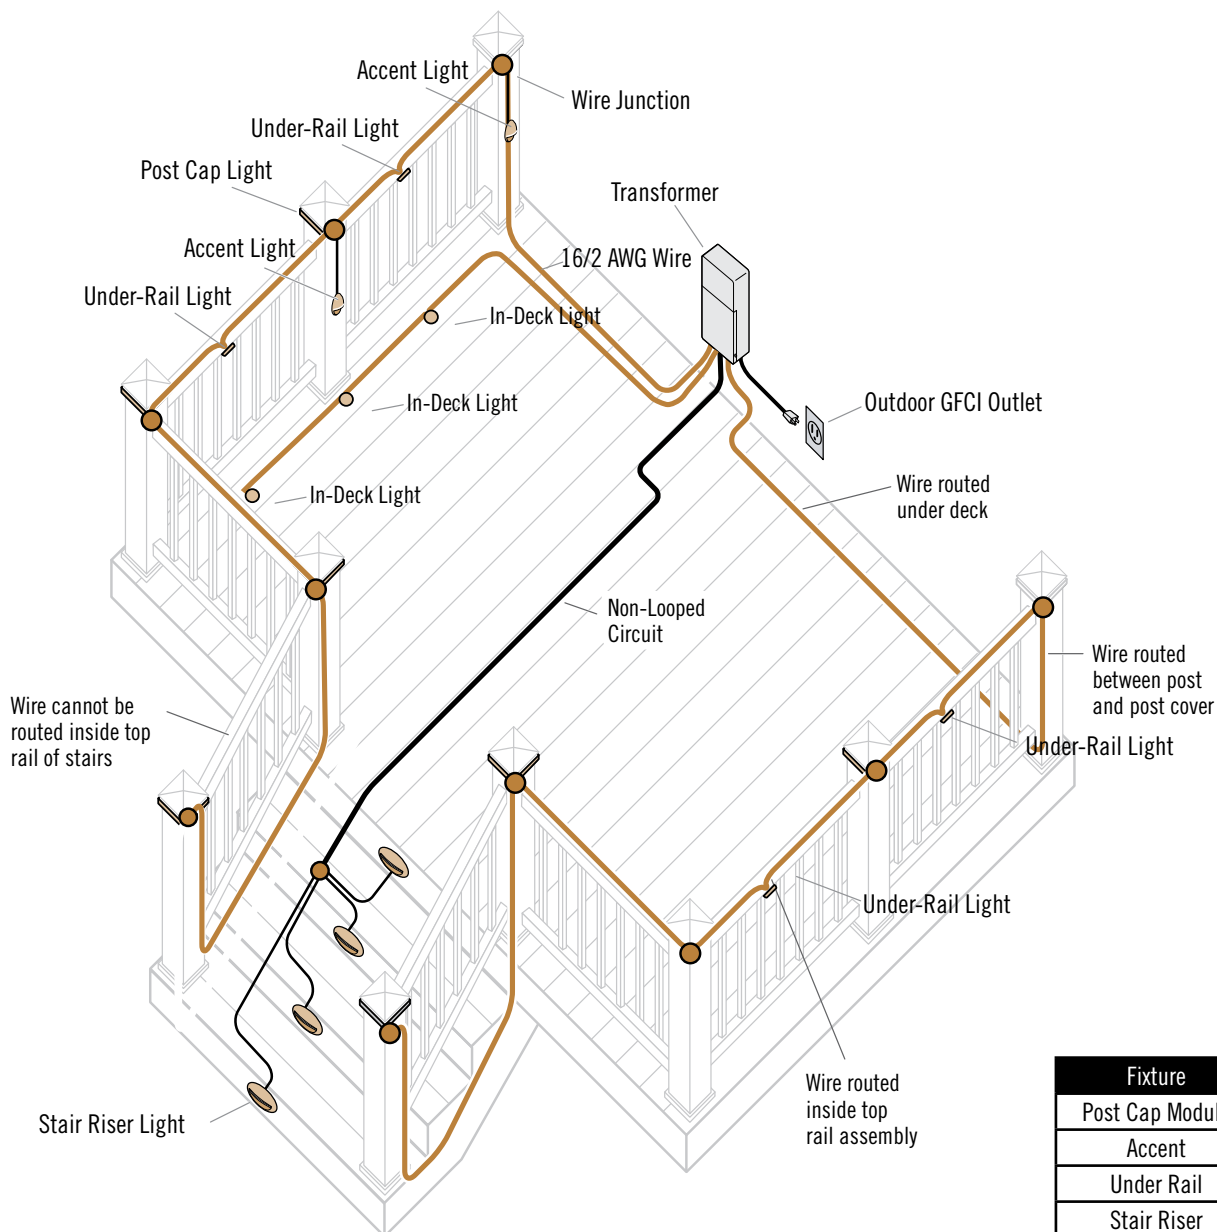 Accent Light
Wire Junction
Under-Rail Light
Post Cap Light
Transformer
Accent Light
16/2 AWG Wire
Under-Rail Light
In-Deck Light
In-Deck Light
Outdoor GFCI Outlet
In-Deck Light
Wire routed
under deck
Non-Looped
Circuit
Wire routed
between post
and post cover
Wire cannot be
routed inside top
rail of stairs
Under-Rail Light
Under-Rail Light
Wire routed
inside top
rail assembly
Stair Riser Light
Fixture
Post Cap Modul
Accent
Under Rail
Stair Riser